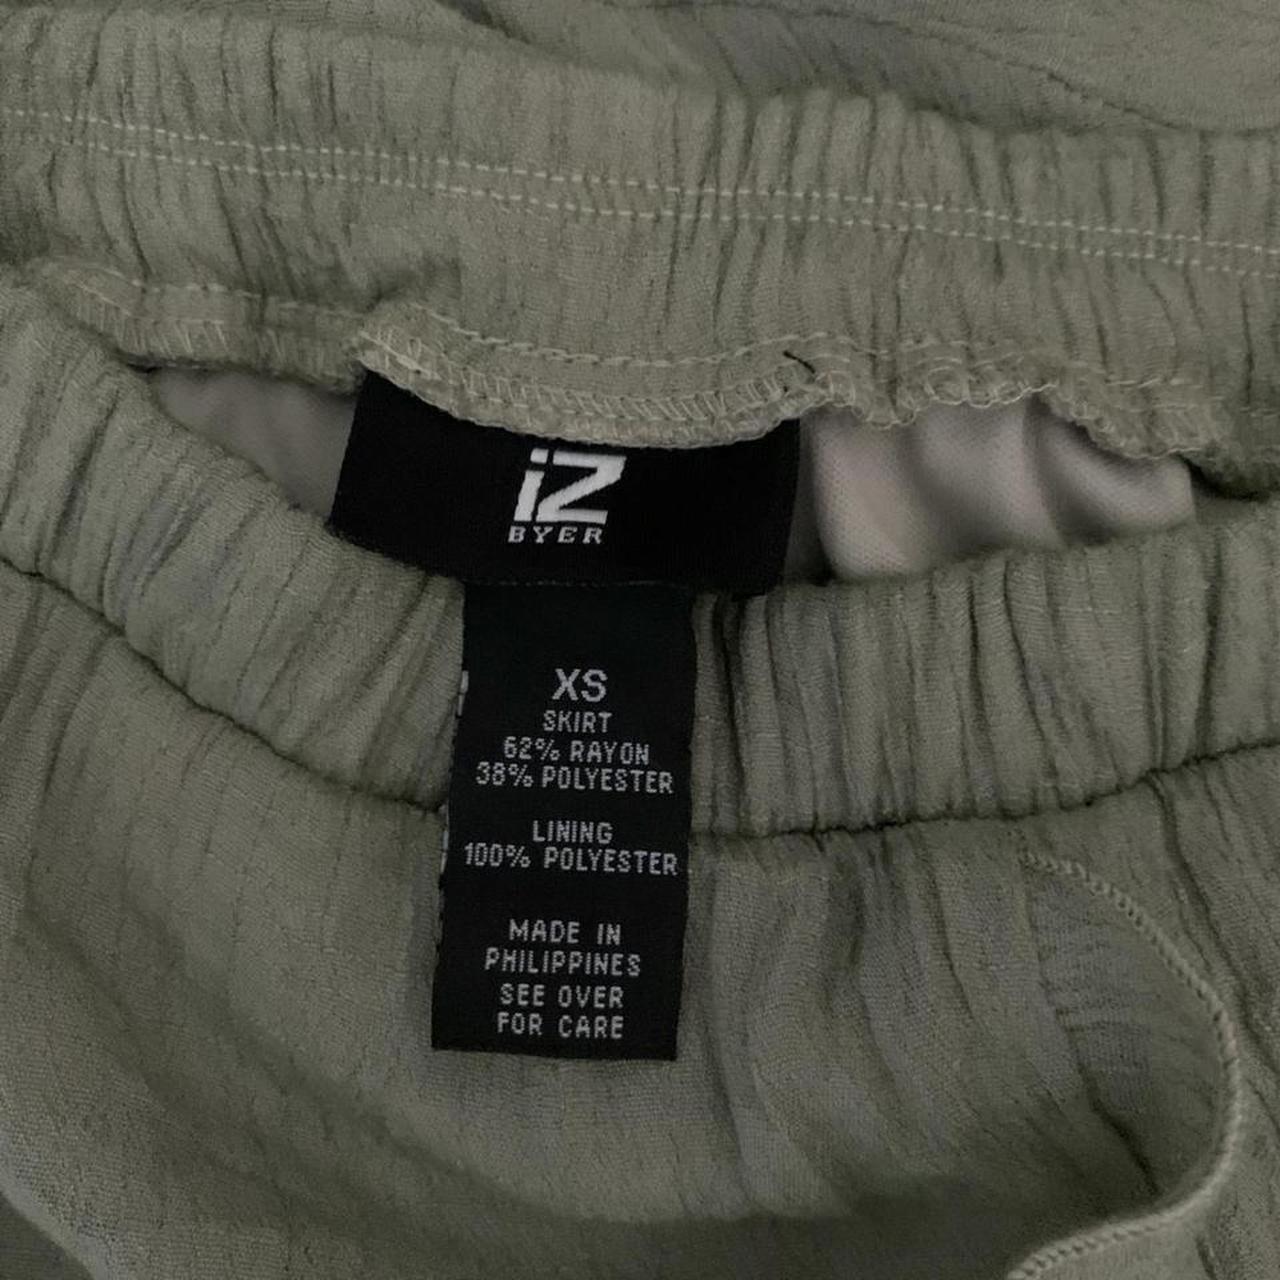 iZ
BYER
XS
SKIRT
62% RAYON
38% POLYESTER
LINING
100% POLYESTER
MADE IN
PHILIPPINES
SEE OVER
FOR CARE